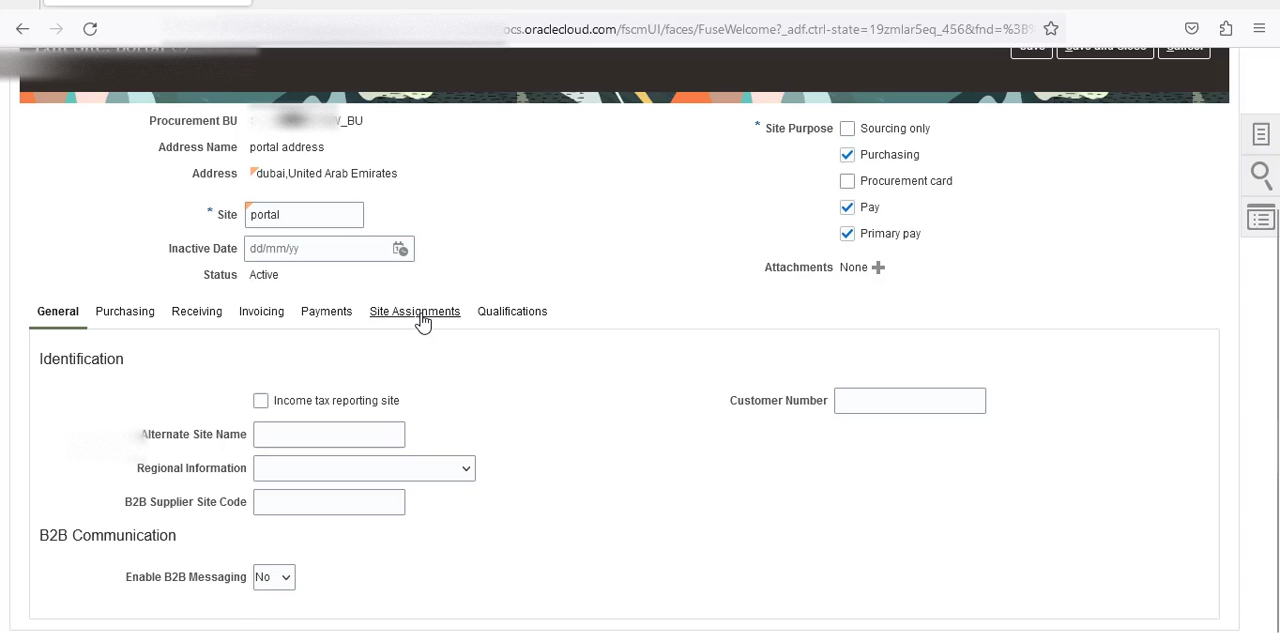 ocs.oraclecloud.com/fscmUI/faces/FuseWelcome?_adf.ctrl-state=19zmlar5eq_456&fnd=%3B%
Edit Site: portal
Save
Save and Close
Cancel
Procurement BU _BU
Address Name portal address
Address dubai,United Arab Emirates
* Site portal
Inactive Date dd/mm/yy
Status Active
* Site Purpose Sourcing only
Purchasing
Procurement card
Pay
Primary pay
Attachments None
General Purchasing Receiving Invoicing Payments Site Assignments Qualifications
Identification
Income tax reporting site
Customer Number
Alternate Site Name
Regional Information
B2B Supplier Site Code
B2B Communication
Enable B2B Messaging No